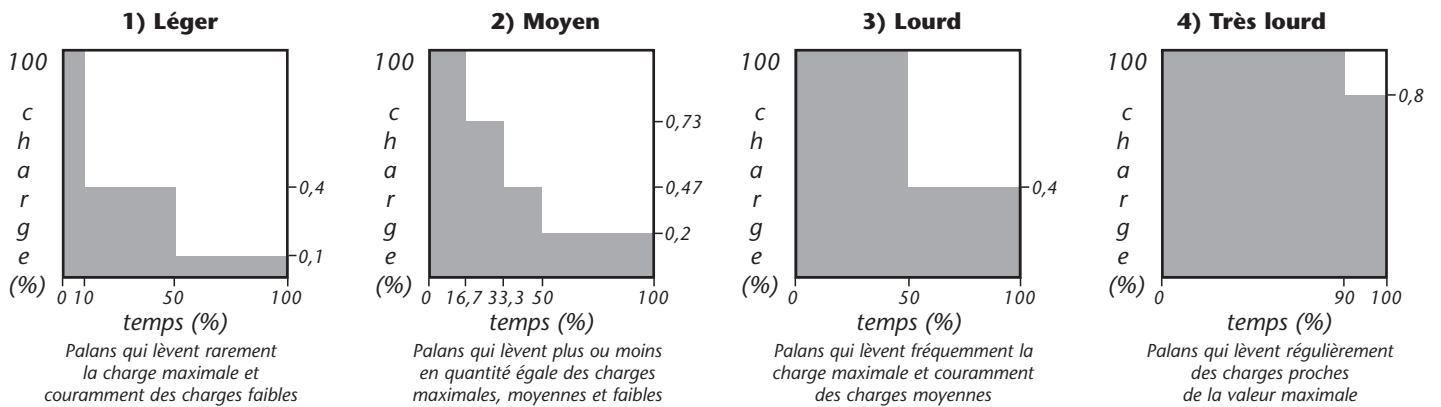 1) Léger
100
c
h
a
r
g
e
(%)
0,4
0,1
0 10 50 100
temps (%)
Palans qui lèvent rarement
la charge maximale et
couramment des charges faibles
2) Moyen
100
c
h
a
r
g
e
(%)
0,73
0,47
0,2
0 16,7 33,3 50 100
temps (%)
Palans qui lèvent plus ou moins
en quantité égale des charges
maximales, moyennes et faibles
3) Lourd
100
c
h
a
r
g
e
(%)
0,4
0 50 100
temps (%)
Palans qui lèvent fréquemment la
charge maximale et couramment
des charges moyennes
4) Très lourd
100
c
h
a
r
g
e
(%)
0,8
0 90 100
temps (%)
Palans qui lèvent régulièrement
des charges proches
de la valeur maximale